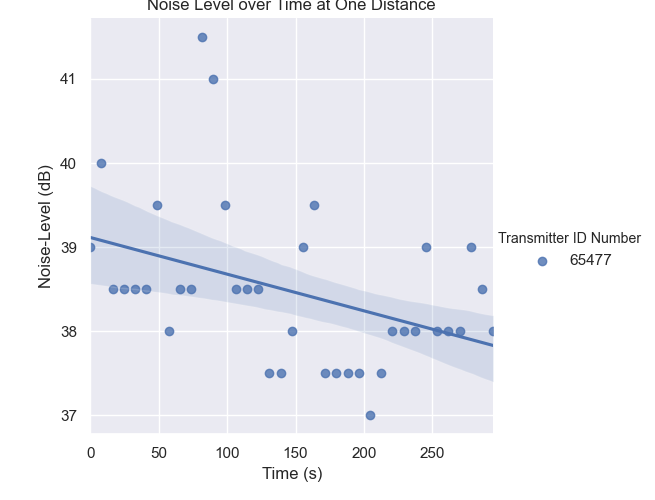 Noise Level over Time at One Distance
41
40
39
38
37
Noise-Level (dB)
0 50 100 150 200 250
Time (s)
Transmitter ID Number
65477